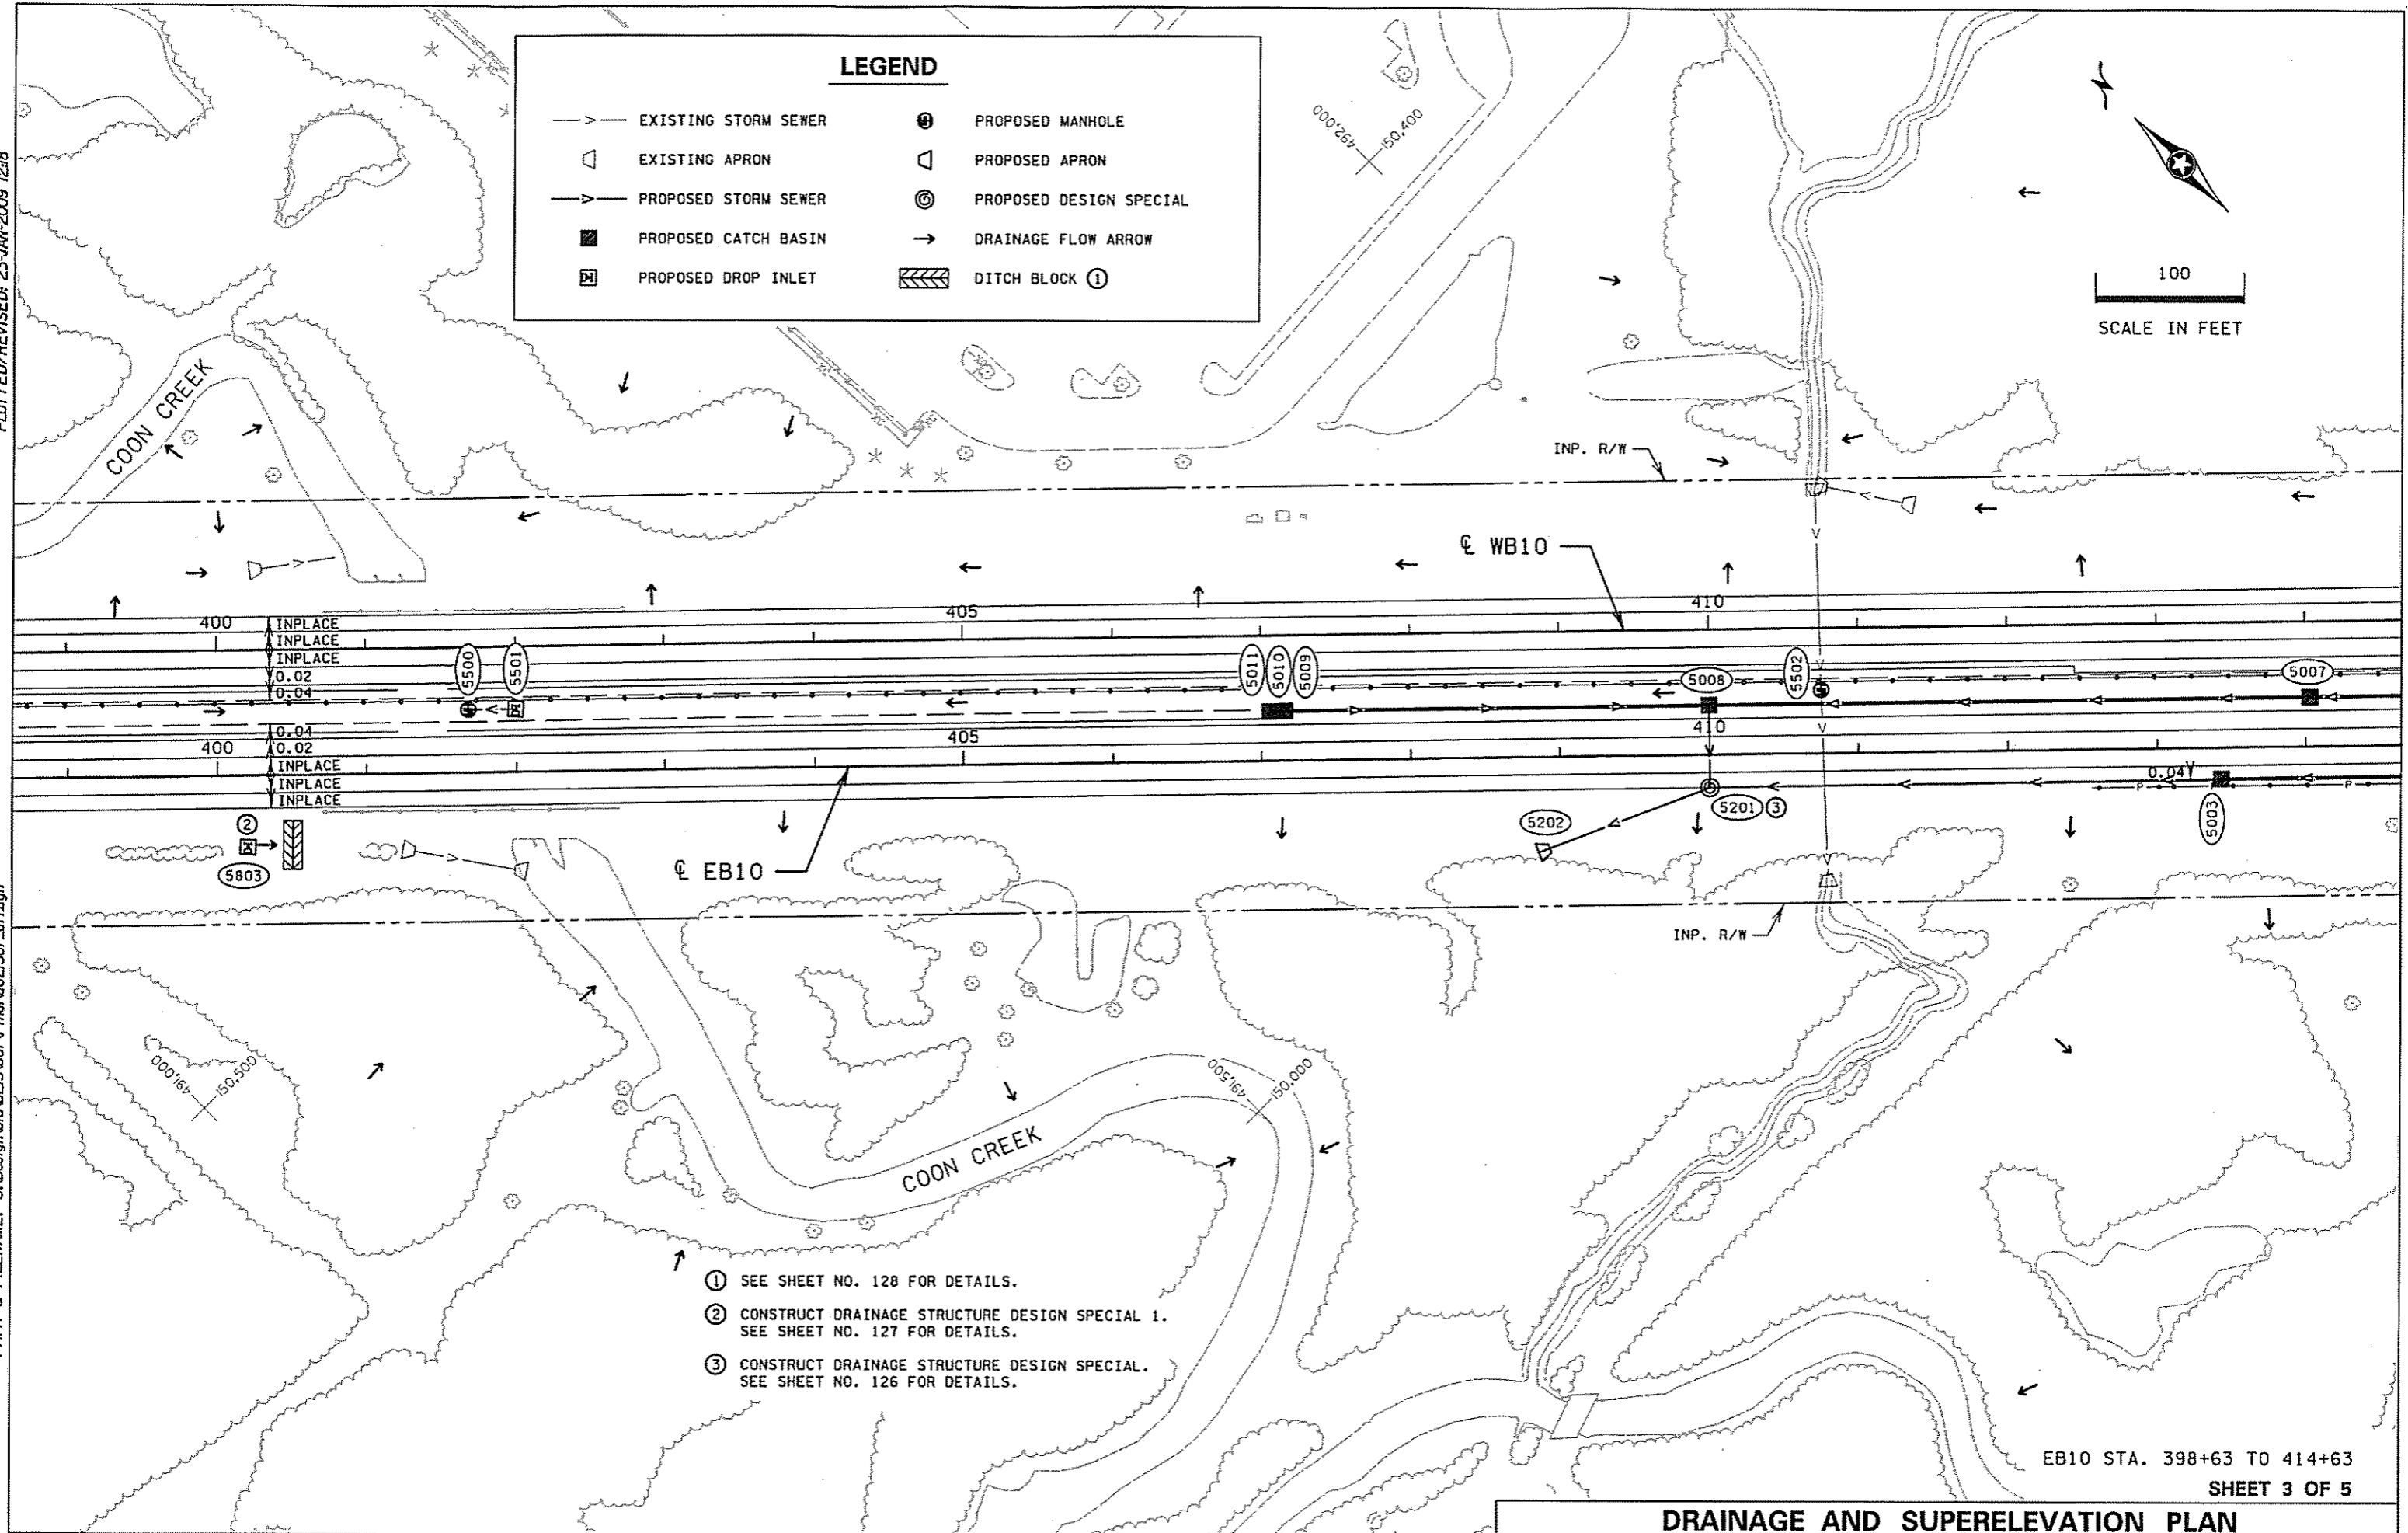 PLOTTED/REVISED: 23-JAN-2009
LEGEND
EXISTING STORM SEWER
PROPOSED MANHOLE
EXISTING APRON
PROPOSED APRON
PROPOSED STORM SEWER
PROPOSED DESIGN SPECIAL
PROPOSED CATCH BASIN
DRAINAGE FLOW ARROW
PROPOSED DROP INLET
DITCH BLOCK ①
492,000
150,400
100
SCALE IN FEET
COON CREEK
INP. R/W
℄ WB10
400
405
410
INPLACE
INPLACE
INPLACE
0.02
0.04
5500
5501
5011
5010
5009
5008
5502
5007
0.04
0.02
400
405
410
INPLACE
INPLACE
INPLACE
0.04
P
P
5003
②
5803
℄ EB10
5202
5201 ③
INP. R/W
491,000
150,500
491,500
150,000
COON CREEK
① SEE SHEET NO. 128 FOR DETAILS.
② CONSTRUCT DRAINAGE STRUCTURE DESIGN SPECIAL 1.
SEE SHEET NO. 127 FOR DETAILS.
③ CONSTRUCT DRAINAGE STRUCTURE DESIGN SPECIAL.
SEE SHEET NO. 126 FOR DETAILS.
EB10 STA. 398+63 TO 414+63
SHEET 3 OF 5
DRAINAGE AND SUPERELEVATION PLAN